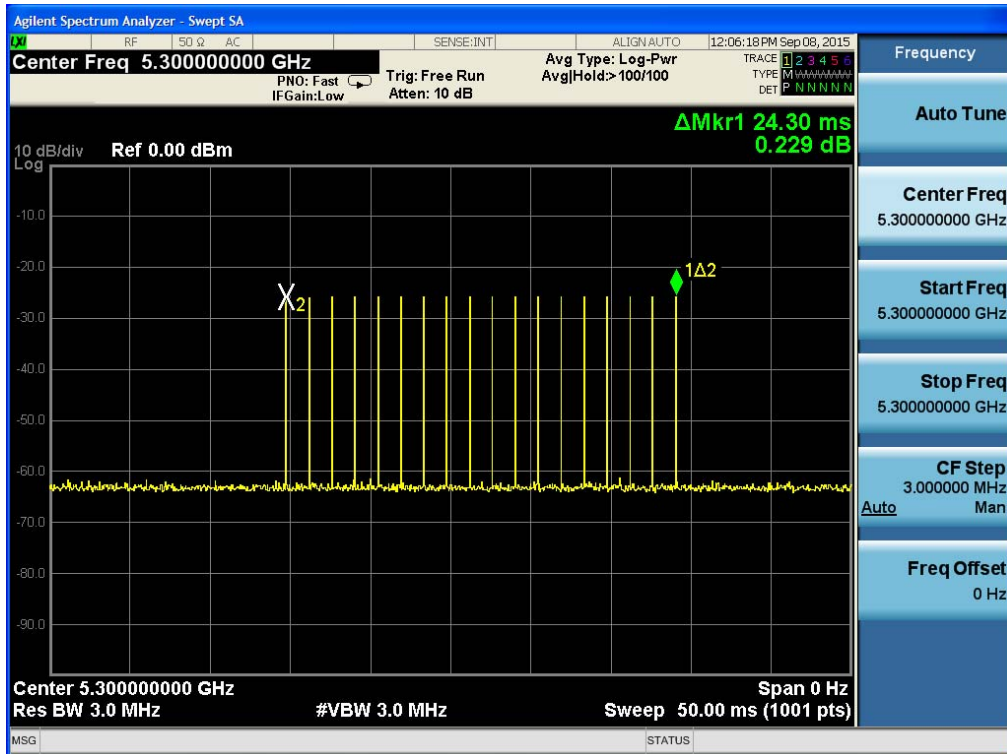 Agilent Spectrum Analyzer - Swept SA
LXI RF 50 Ω AC SENSE:INT ALIGN AUTO 12:06:18 PM Sep 08, 2015
Center Freq 5.300000000 GHz
PNO: Fast
IFGain:Low
Trig: Free Run
Atten: 10 dB
Avg Type: Log-Pwr
Avg|Hold:>100/100
TRACE 1 2 3 4 5 6
TYPE M
DET P N N N N N
ΔMkr1 24.30 ms
0.229 dB
10 dB/div Ref 0.00 dBm
Log
-10.0
-20.0
-30.0
-40.0
-50.0
-60.0
-70.0
-80.0
-90.0
X2
1Δ2
Center 5.300000000 GHz Span 0 Hz
Res BW 3.0 MHz #VBW 3.0 MHz Sweep 50.00 ms (1001 pts)
MSG STATUS
Frequency
Auto Tune
Center Freq
5.300000000 GHz
Start Freq
5.300000000 GHz
Stop Freq
5.300000000 GHz
CF Step
3.000000 MHz
Auto Man
Freq Offset
0 Hz